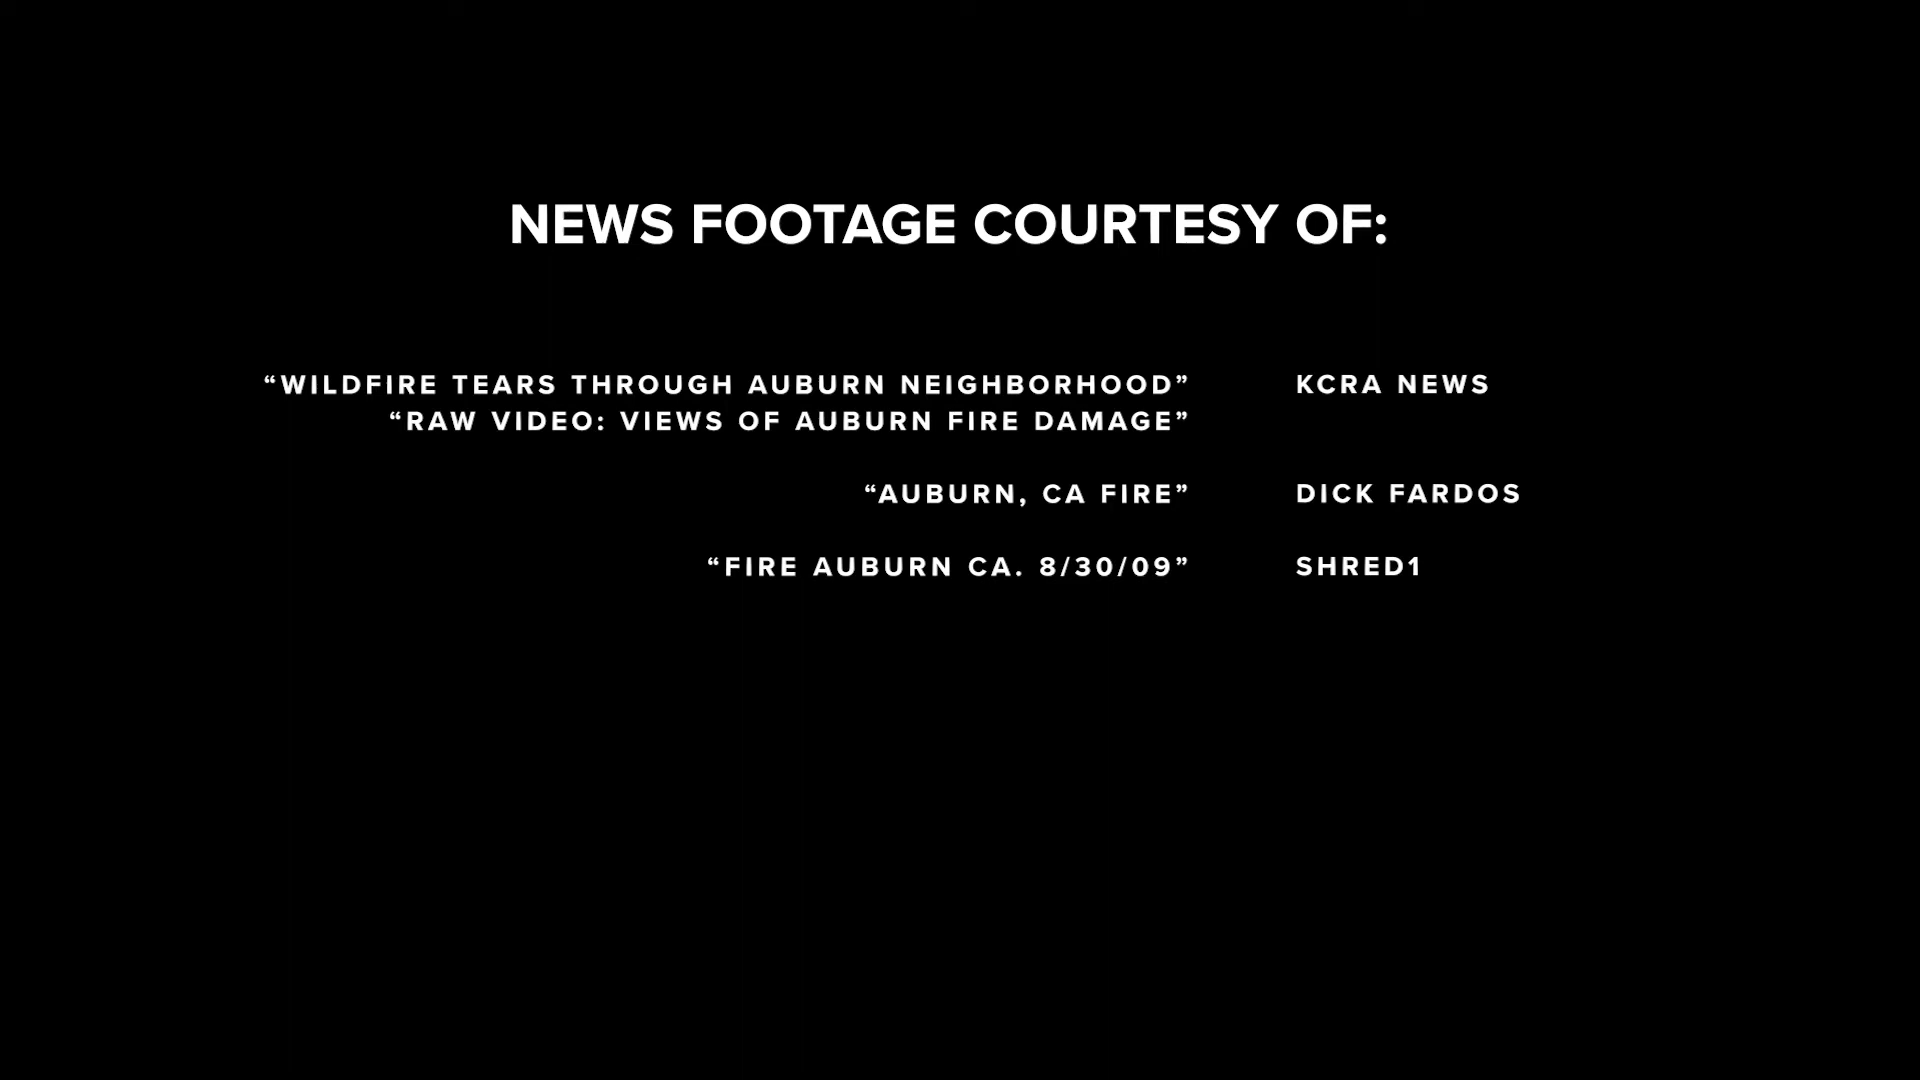 NEWS FOOTAGE COURTESY OF:
“WILDFIRE TEARS THROUGH AUBURN NEIGHBORHOOD” KCRA NEWS
“RAW VIDEO: VIEWS OF AUBURN FIRE DAMAGE”
“AUBURN, CA FIRE” DICK FARDOS
“FIRE AUBURN CA. 8/30/09” SHRED1